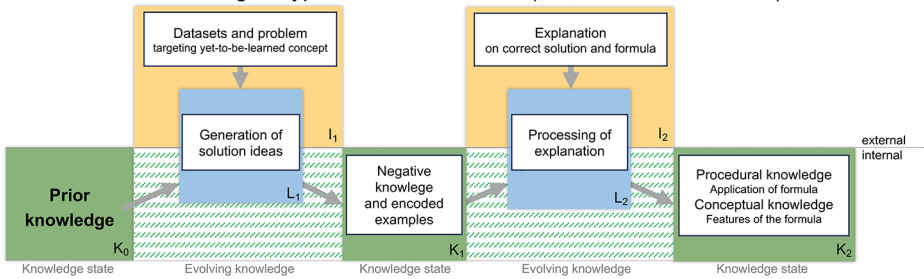 Datasets and problem
targeting yet-to-be-learned concept
Explanation
on correct solution and formula
Generation of
solution ideas
I1
Processing of
explanation
I2
external
internal
Prior
knowledge
K0
L1
Negative
knowlege
and encoded
examples
K1
L2
Procedural knowledge
Application of formula
Conceptual knowledge
Features of the formula
K2
Knowledge state
Evolving knowledge
Knowledge state
Evolving knowledge
Knowledge state